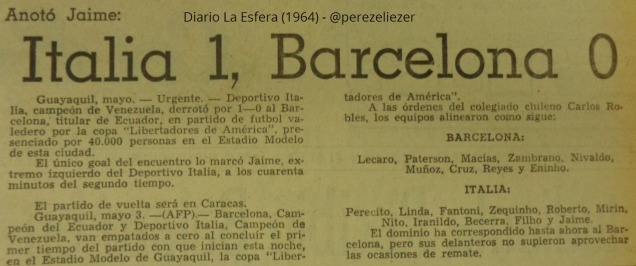 Anotó Jaime:
Diario La Esfera (1964) - @perezeliezer
Italia 1, Barcelona 0
Guayaquil, mayo. — Urgente. — Deportivo Ita-
lia, campeón de Venezuela, derrotó por 1—0 al Bar-
celona, titular de Ecuador, en partido de futbol va-
ledero por la copa "Libertadores de América", pre-
senciado por 40.000 personas en el Estadio Modelo
de esta ciudad.
El único goal del encuentro lo marcó Jaime, ex-
tremo izquierdo del Deportivo Italia, a los cuarenta
minutos del segundo tiempo.
El partido de vuelta será en Caracas.
Guayaquil, mayo 3. —(AFP).— Barcelona, Cam-
peón del Ecuador y Deportivo Italia, Campeón de
Venezuela, van empatados a cero al concluir el pri-
mer tiempo del partido con que inician esta noche,
en el Estadio Modelo de Guayaquil, la copa "Liber-
tadores de América".
A las órdenes del colegiado chileno Carlos Ro-
bles, los equipos alinearon como sigue:
BARCELONA:
Lecaro, Paterson, Macías, Zambrano, Nivaldo,
Muñoz, Cruz, Reyes y Eninho.
ITALIA:
Perecito, Linda, Fantoni, Zequinho, Roberto, Mirin,
Nito, Iranildo, Becerra, Filho y Jaime.
El dominio ha correspondido hasta ahora al Bar-
celona, pero sus delanteros no supieron aprovechar
las ocasiones de remate.